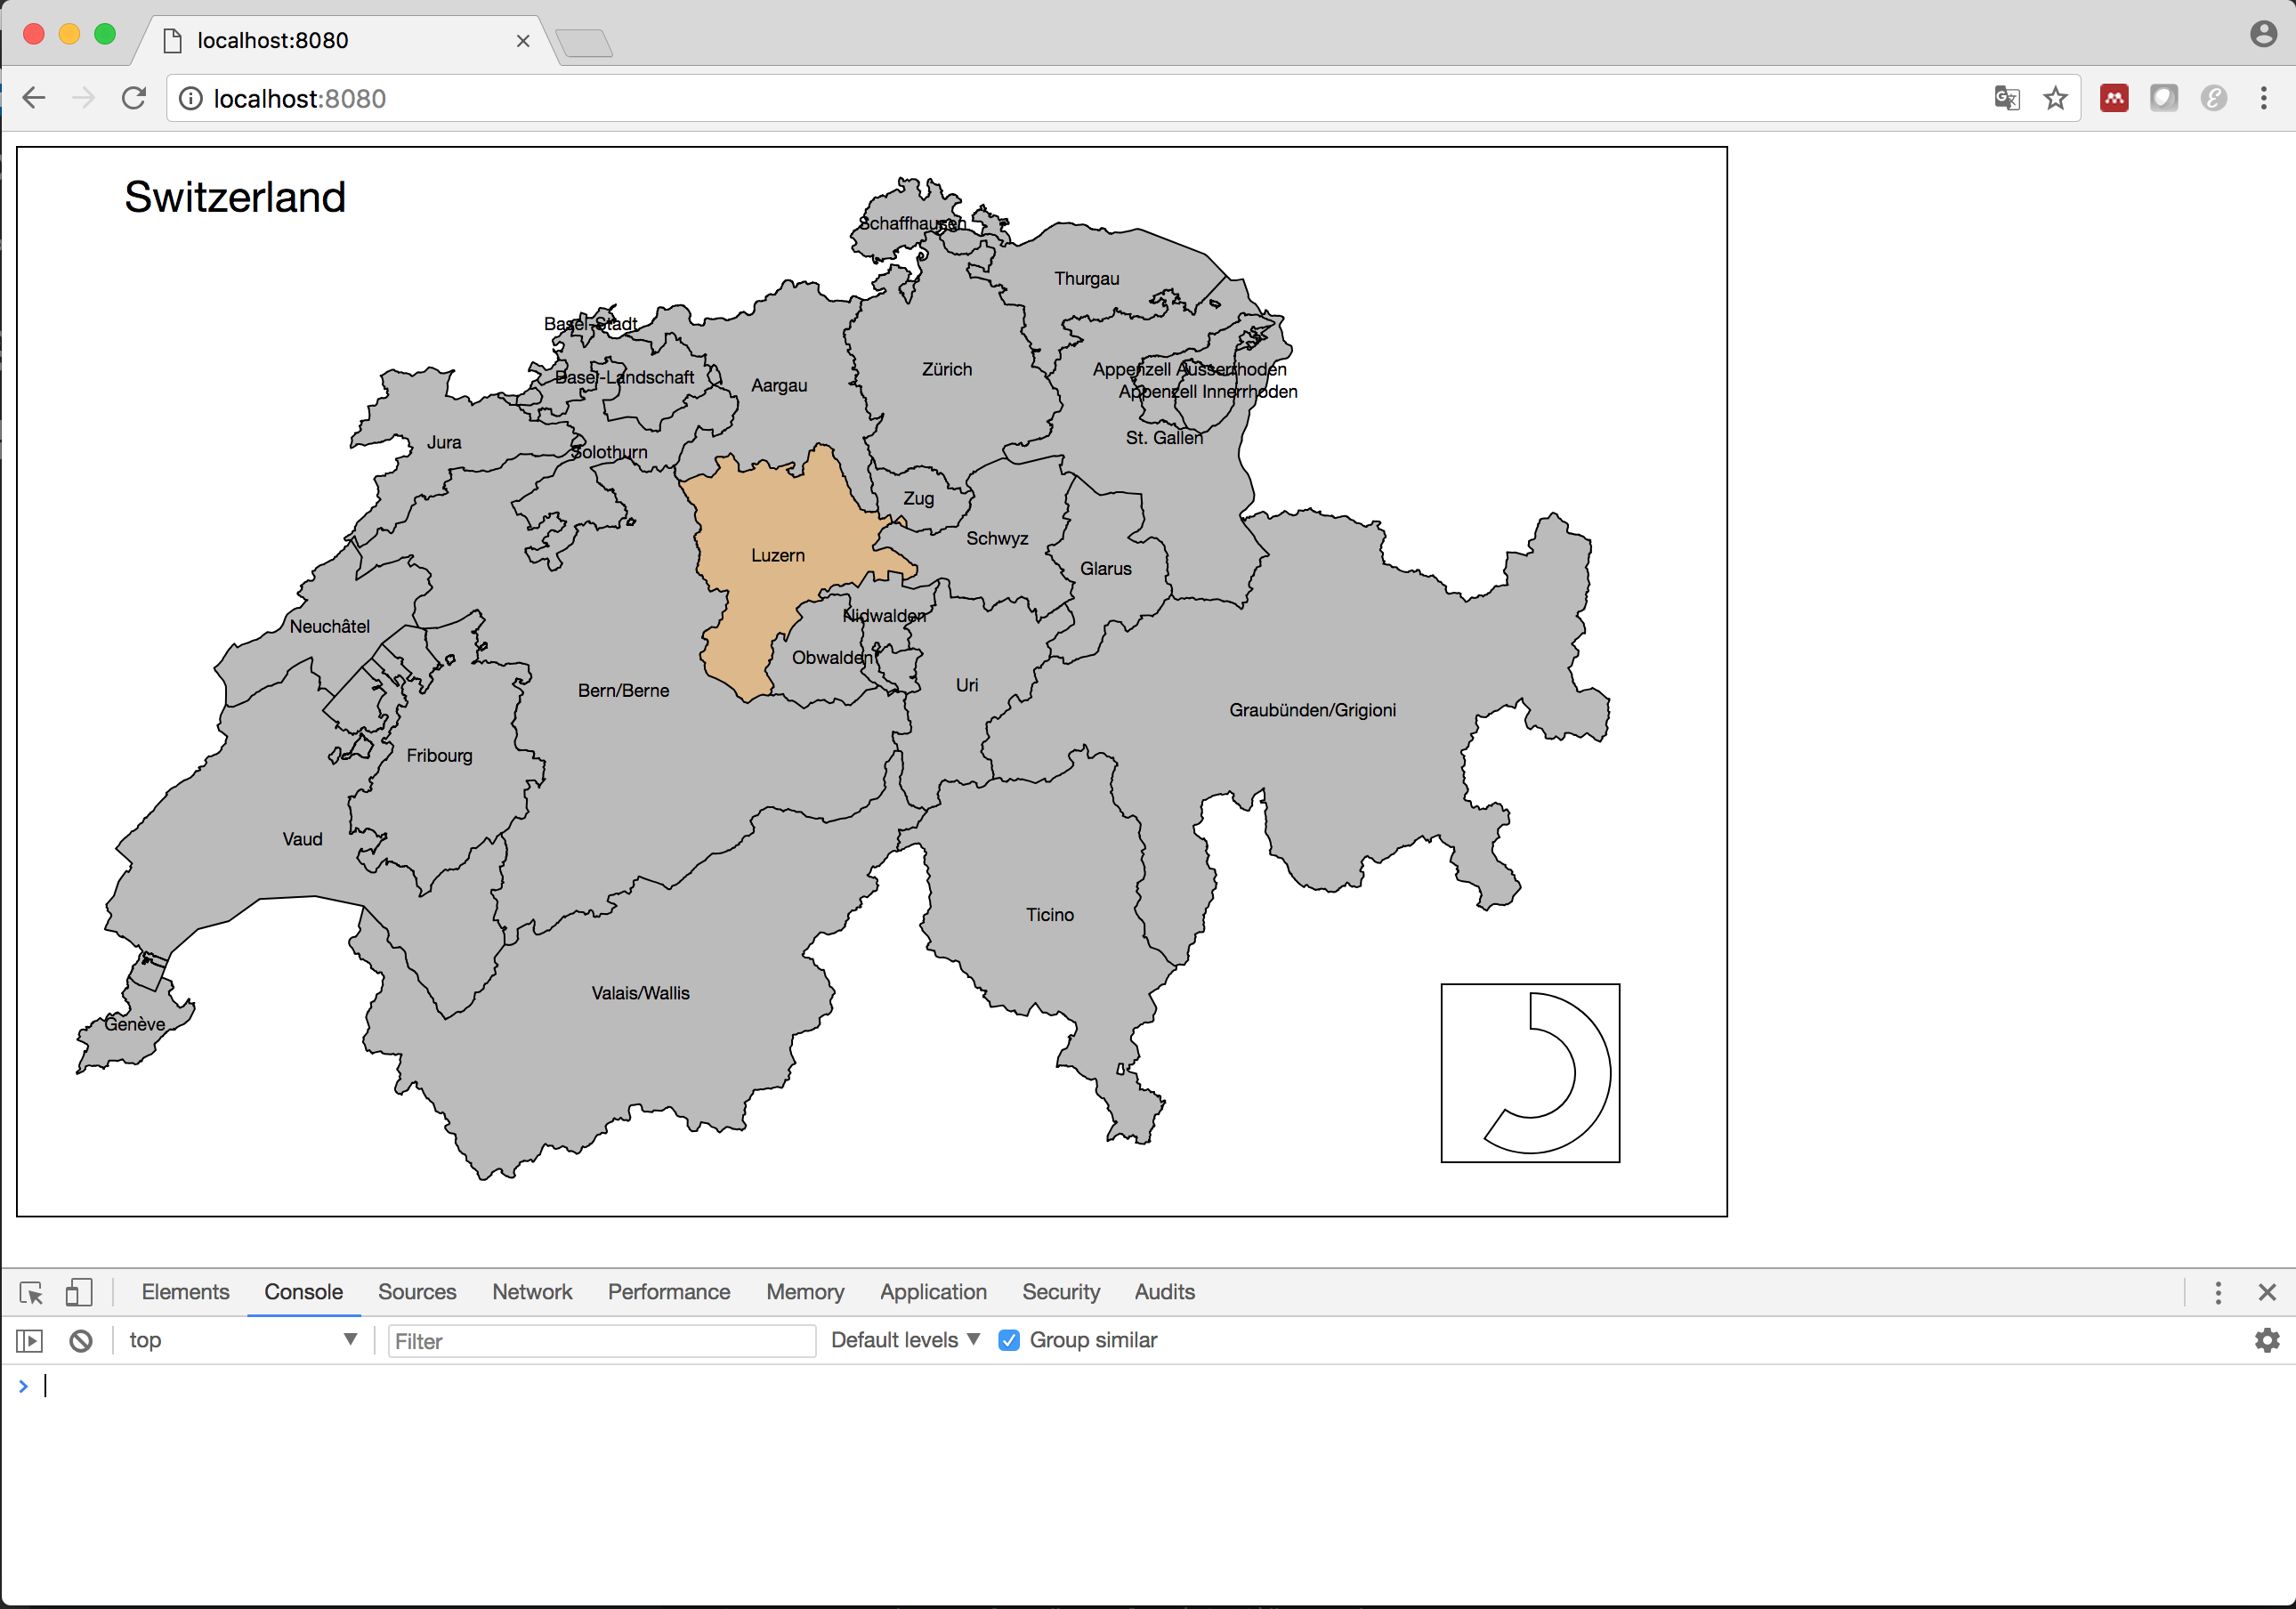 localhost:8080
localhost:8080
Switzerland
Schaffhausen
Thurgau
Basel-Stadt
Zürich
Appenzell Ausserrhoden
Basel-Landschaft
Aargau
Appenzell Innerrhoden
St. Gallen
Jura
Solothurn
Zug
Schwyz
Luzern
Glarus
Nidwalden
Neuchâtel
Obwalden
Uri
Bern/Berne
Graubünden/Grigioni
Fribourg
Vaud
Ticino
Valais/Wallis
Genève
Elements Console Sources Network Performance Memory Application Security Audits
top Filter Default levels Group similar